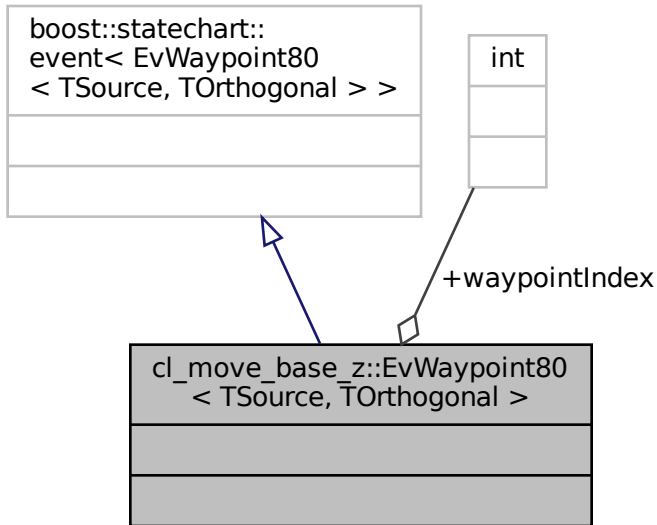 boost::statechart::
event< EvWaypoint80
< TSource, TOrthogonal > >
int
+waypointIndex
cl_move_base_z::EvWaypoint80
< TSource, TOrthogonal >